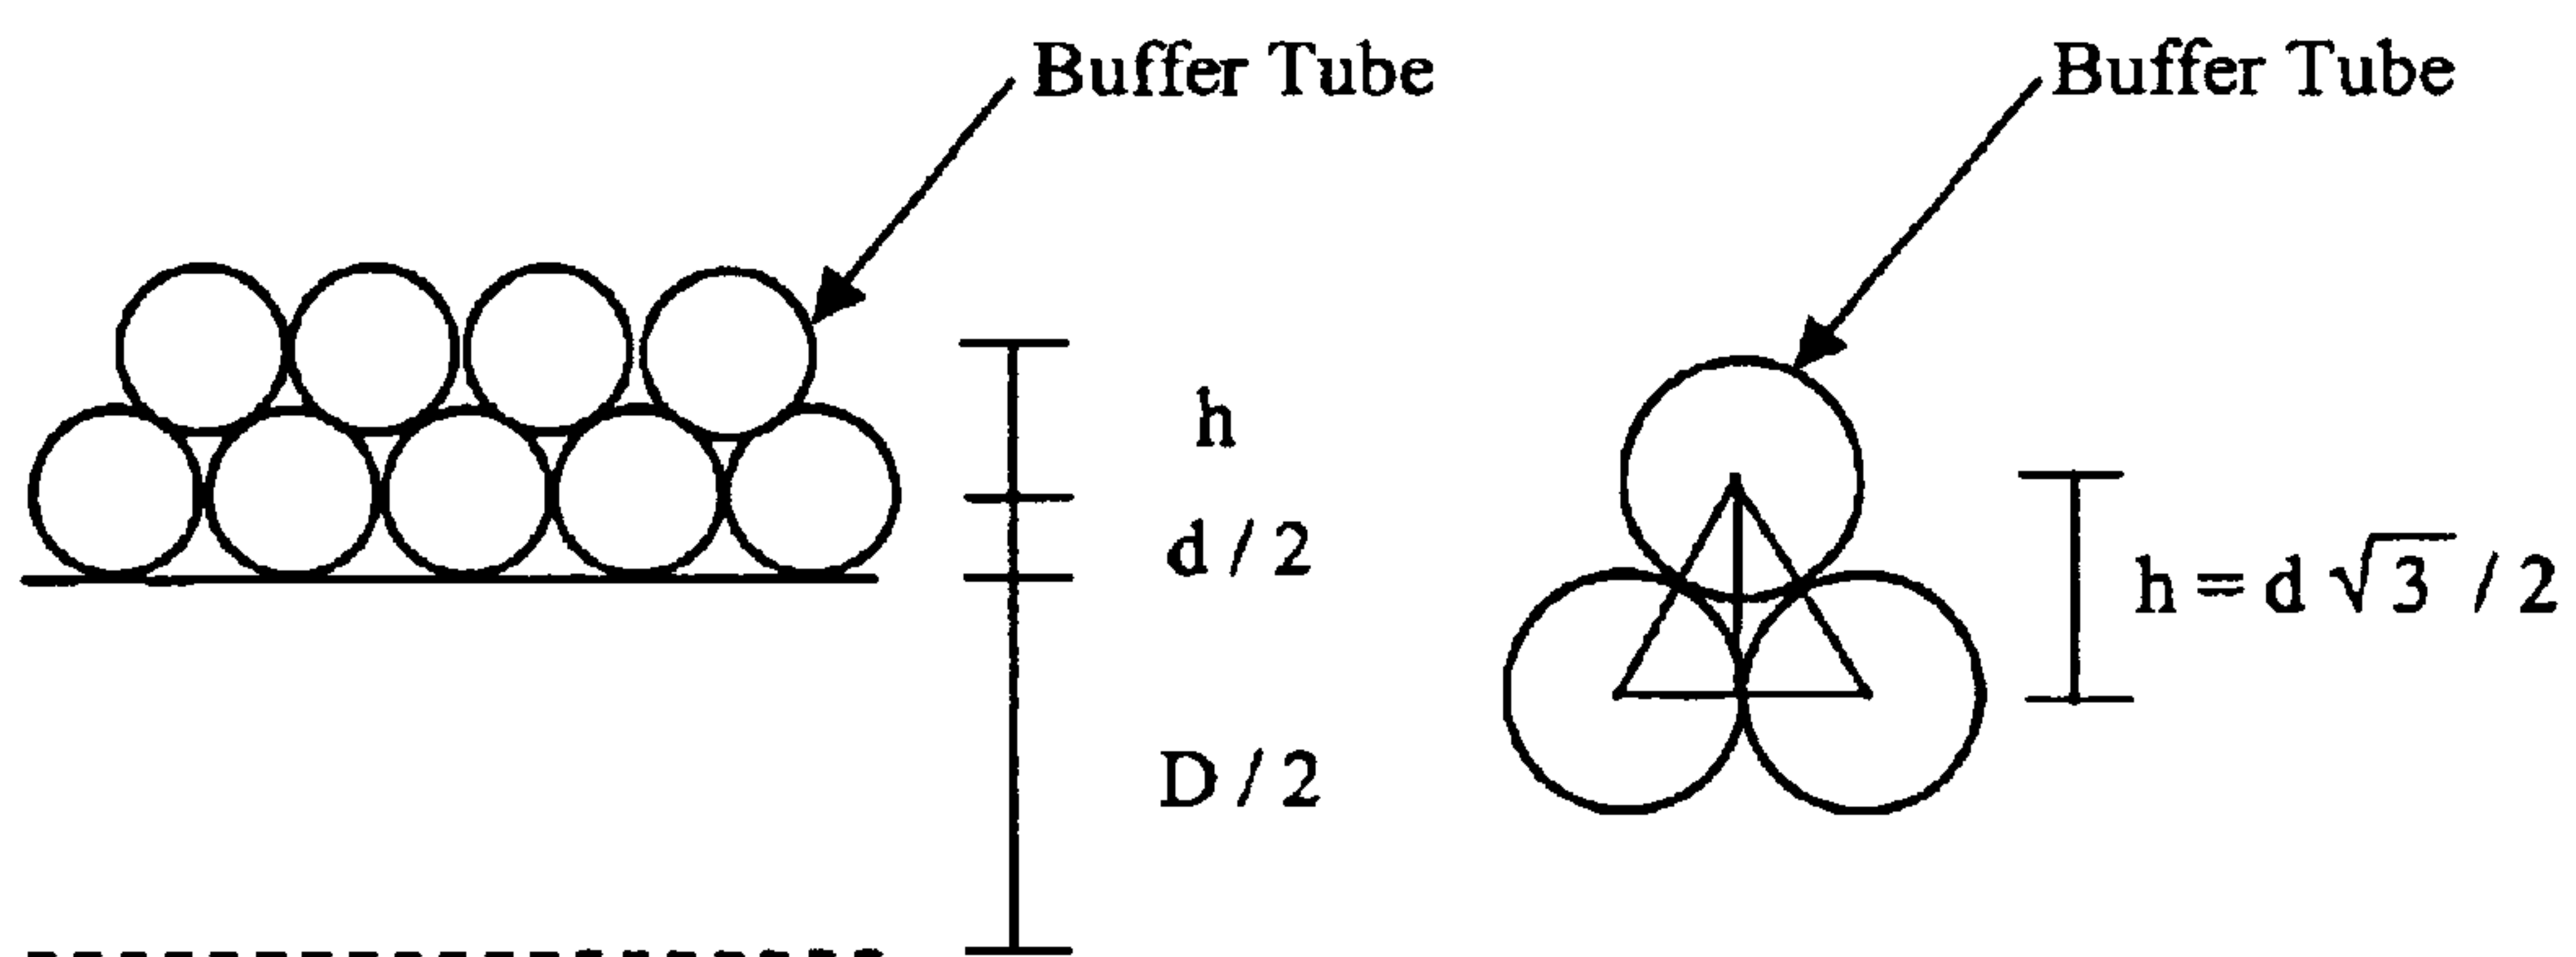 Buffer Tube
Buffer Tube
h
d / 2
D / 2
h = d √3 / 2